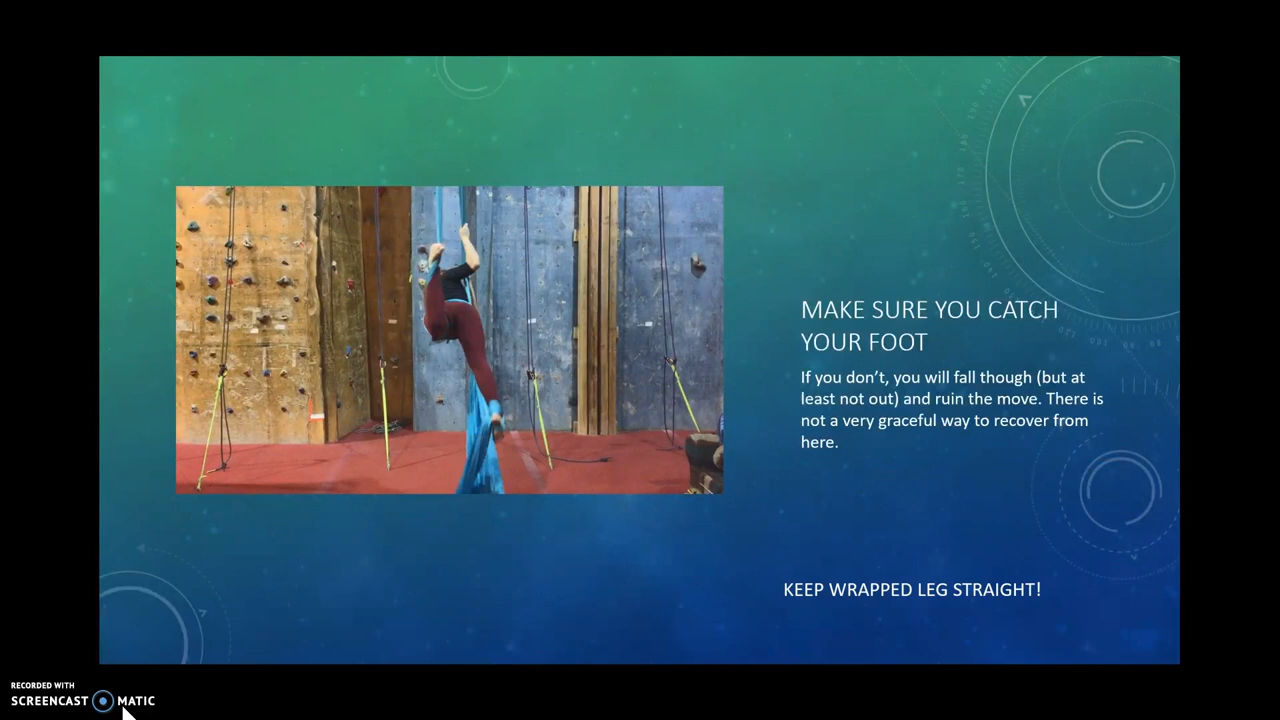 MAKE SURE YOU CATCH
YOUR FOOT
If you don't, you will fall though (but at
least not out) and ruin the move. There is
not a very graceful way to recover from
here.
KEEP WRAPPED LEG STRAIGHT!
RECORDED WITH
SCREENCAST MATIC